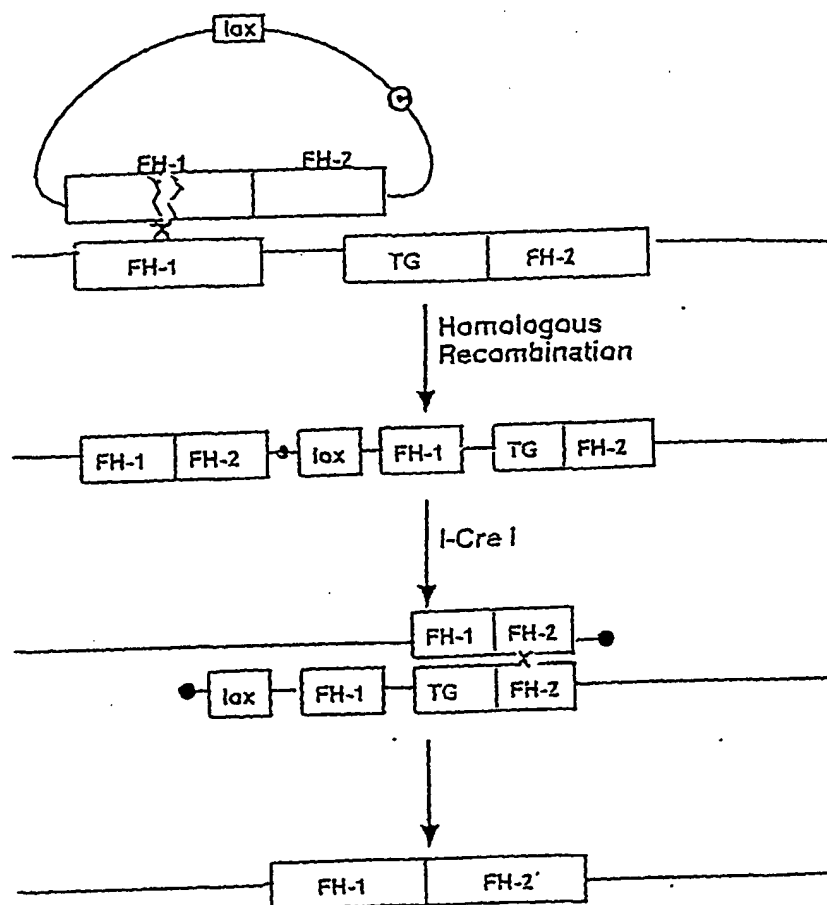 lox
C
FH-1 FH-2
FH-1 TG FH-2
Homologous
Recombination
FH-1 FH-2 lox FH-1 TG FH-2
I-Cre I
FH-1 FH-2
lox FH-1 TG FH-2
FH-1 FH-2'